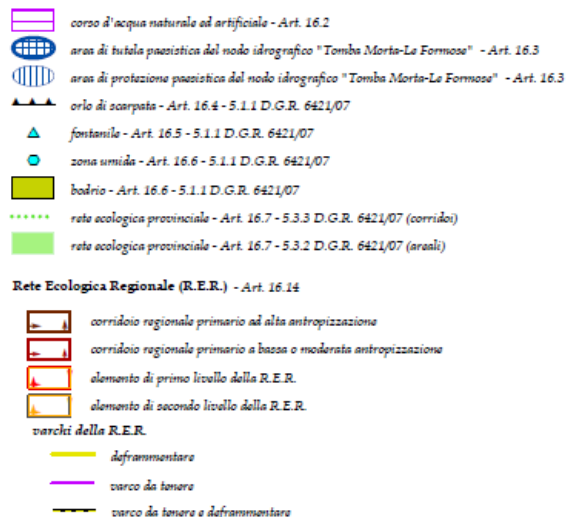 corso d'acqua naturale ed artificiale - Art. 16.2
area di tutela paesistica del nodo idrografico "Tomba Morta-Le Formose" - Art. 16.3
area di protezione paesistica del nodo idrografico "Tomba Morta-Le Formose" - Art. 16.3
orlo di scarpata - Art. 16.4 - 5.1.1 D.G.R. 6421/07
fontanile - Art. 16.5 - 5.1.1 D.G.R. 6421/07
zona umida - Art. 16.6 - 5.1.1 D.G.R. 6421/07
bodrio - Art. 16.6 - 5.1.1 D.G.R. 6421/07
rete ecologica provinciale - Art. 16.7 - 5.3.3 D.G.R. 6421/07 (corridoi)
rete ecologica provinciale - Art. 16.7 - 5.3.2 D.G.R. 6421/07 (areali)
Rete Ecologica Regionale (R.E.R.) - Art. 16.14
corridoio regionale primario ad alta antropizzazione
corridoio regionale primario a bassa o moderata antropizzazione
elemento di primo livello della R.E.R.
elemento di secondo livello della R.E.R.
varchi della R.E.R.
deframmentare
varco da tenere
varco da tenere e deframmentare